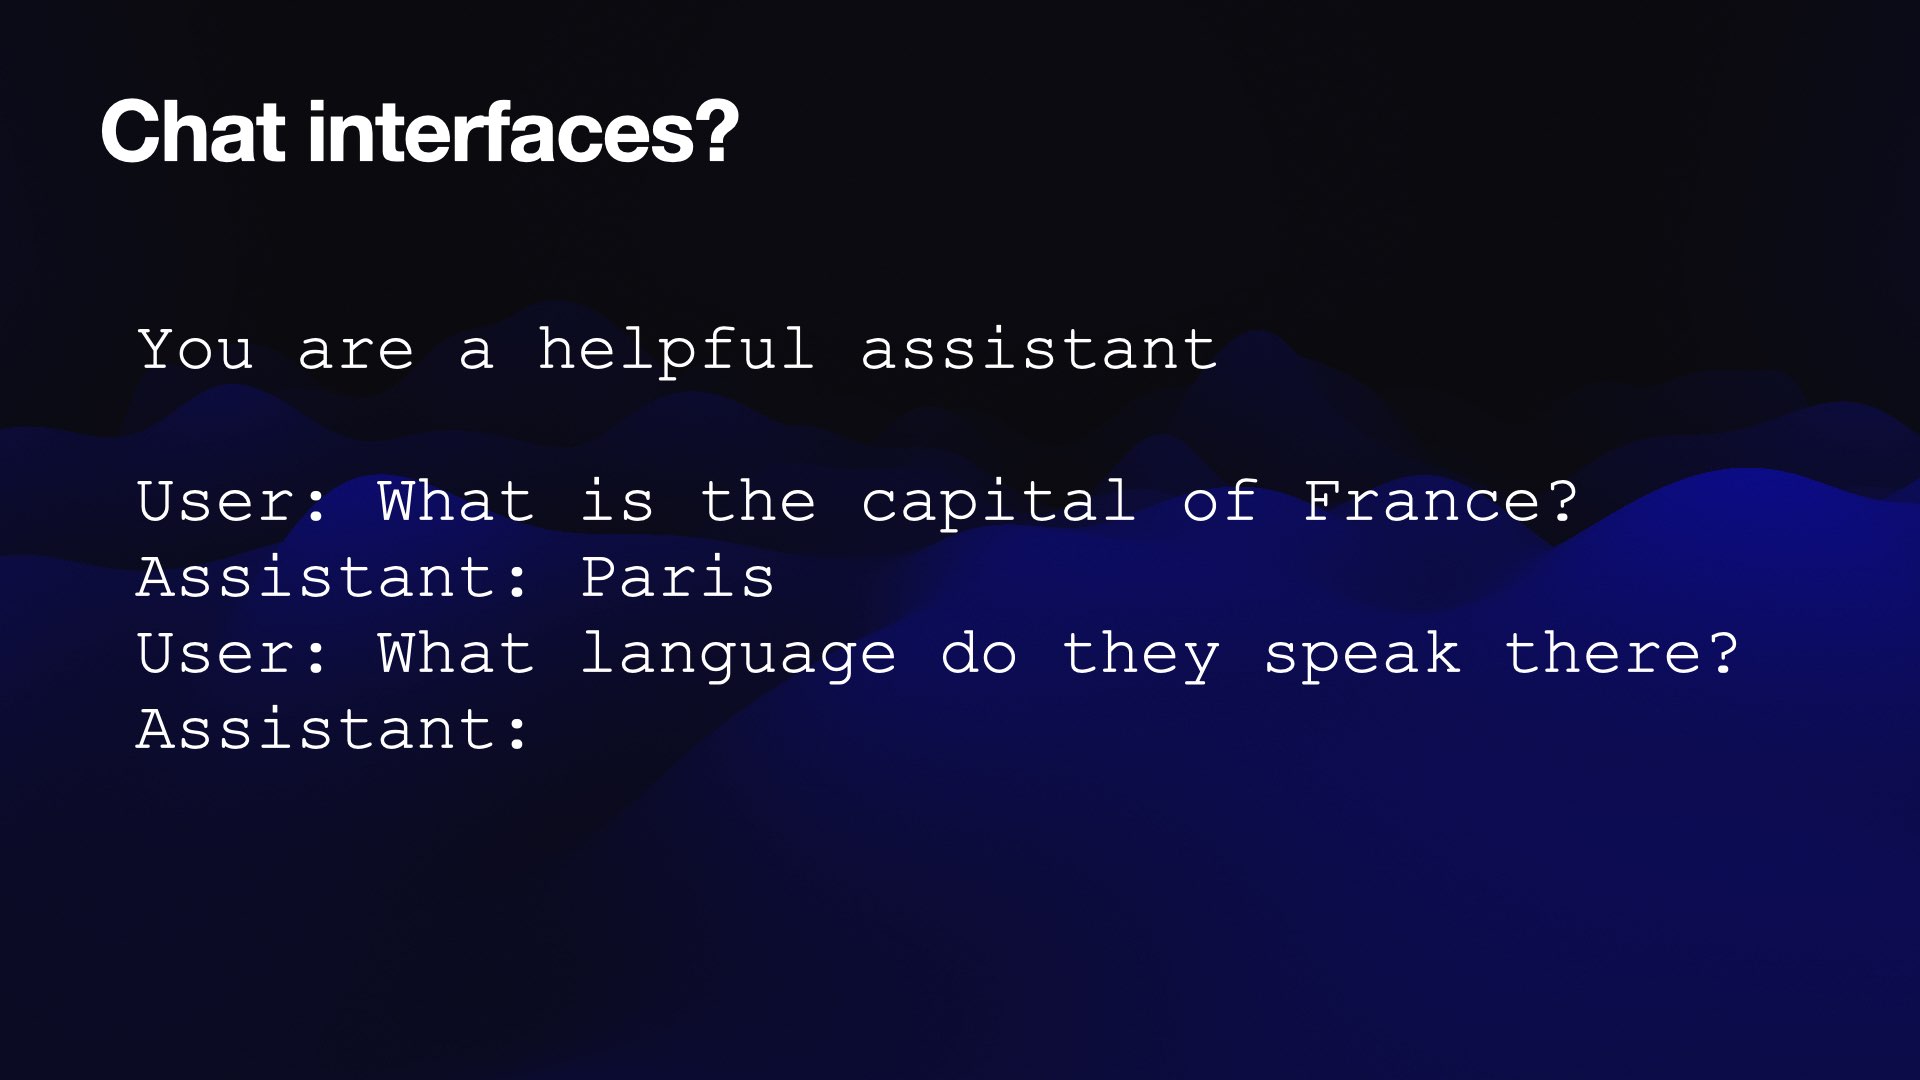 Chat interfaces?
You are a helpful assistant
User: What is the capital of France?
Assistant: Paris
User: What language do they speak there?
Assistant: